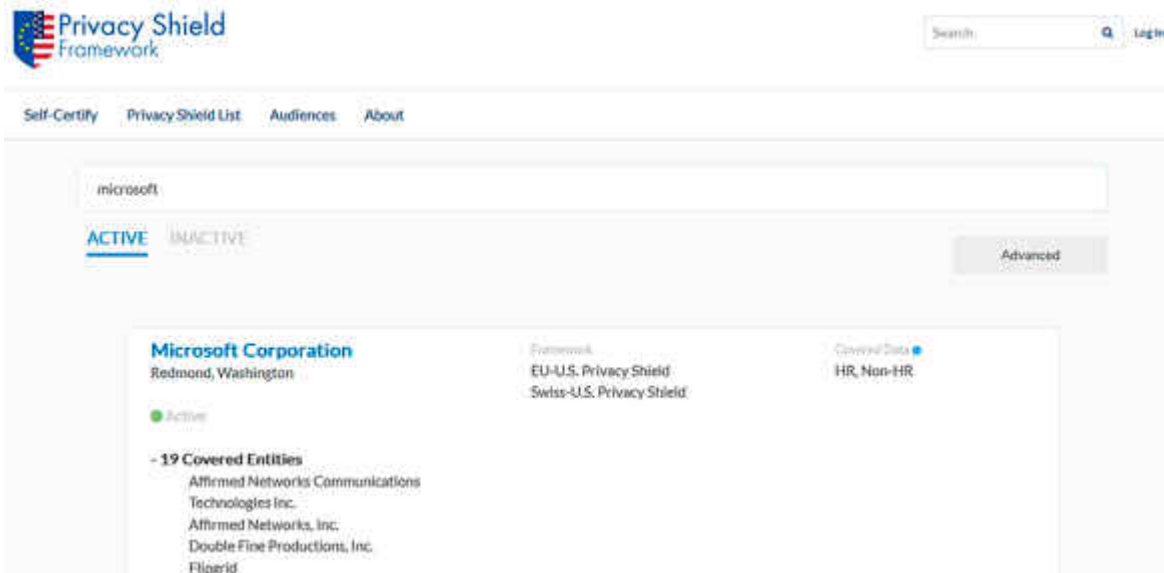 Privacy Shield
Framework
Search
Log In
Self-Certify Privacy Shield List Audiences About
microsoft
ACTIVE INACTIVE
Advanced
Microsoft Corporation
Redmond, Washington
Framework
EU-U.S. Privacy Shield
Swiss-U.S. Privacy Shield
Covered Data
HR, Non-HR
Active
- 19 Covered Entities
Affirmed Networks Communications
Technologies Inc.
Affirmed Networks, Inc.
Double Fine Productions, Inc.
Flipgrid